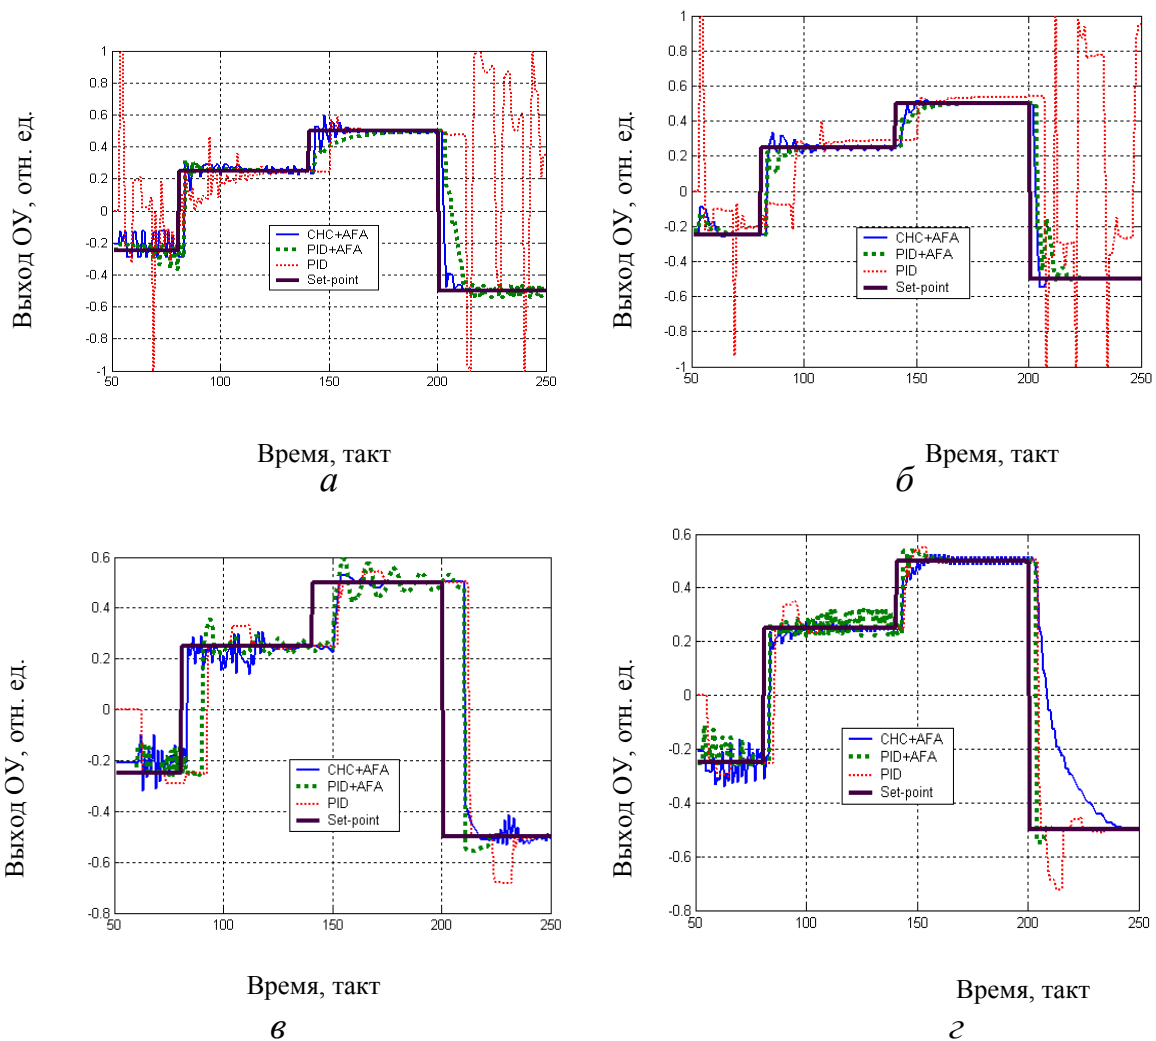 Выход ОУ, отн. ед.
1
0.8
0.6
0.4
0.2
0
-0.2
-0.4
-0.6
-0.8
-1
50
100
150
200
250
CHC+AFA
PID+AFA
PID
Set-point
Время, такт
а
Выход ОУ, отн. ед.
1
0.8
0.6
0.4
0.2
0
-0.2
-0.4
-0.6
-0.8
-1
50
100
150
200
250
CHC+AFA
PID+AFA
PID
Set-point
Время, такт
б
Выход ОУ, отн. ед.
0.6
0.4
0.2
0
-0.2
-0.4
-0.6
-0.8
50
100
150
200
250
CHC+AFA
PID+AFA
PID
Set-point
Время, такт
в
Выход ОУ, отн. ед.
0.6
0.4
0.2
0
-0.2
-0.4
-0.6
-0.8
50
100
150
200
250
CHC+AFA
PID+AFA
PID
Set-point
Время, такт
г